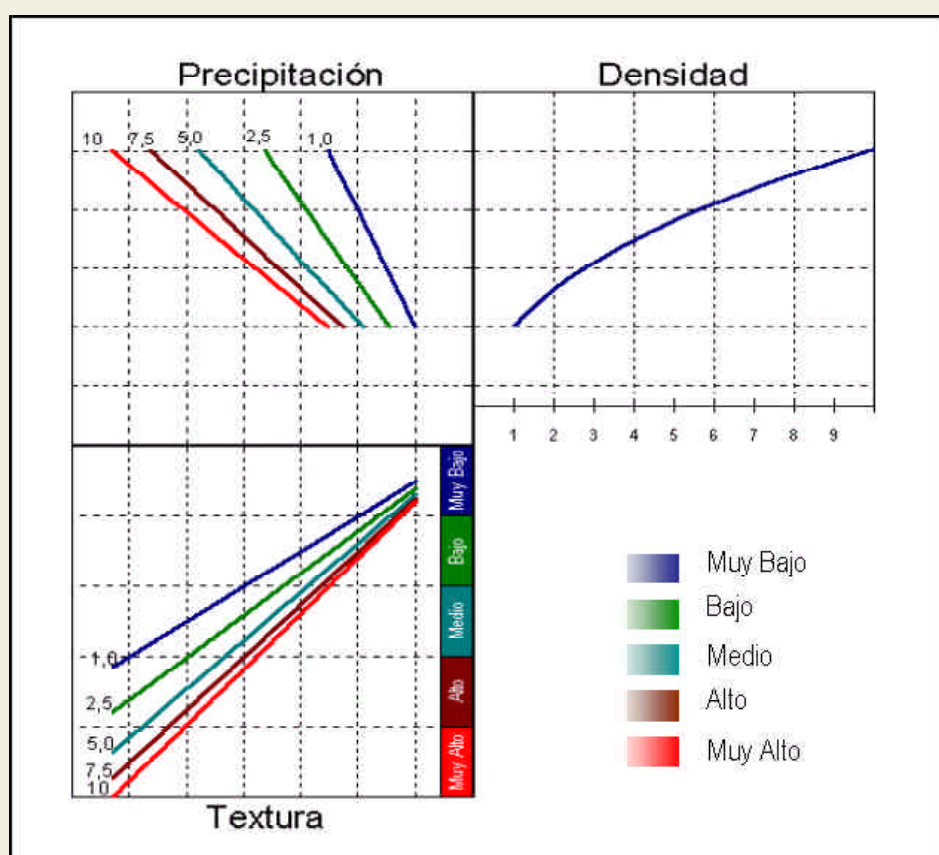 Precipitación
Densidad
10 7,5 5,0 2,5 1,0
1 2 3 4 5 6 7 8 9
Muy Bajo
Bajo
Medio
Alto
Muy Alto
1,0
2,5
5,0
7,5
10
Textura
Muy Bajo
Bajo
Medio
Alto
Muy Alto